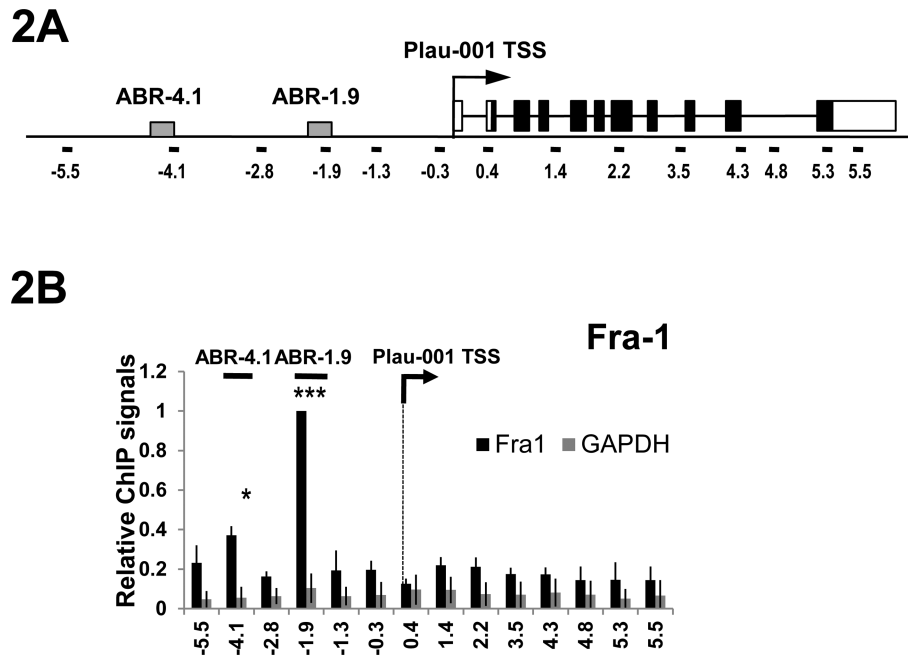 2A
Plau-001 TSS
ABR-4.1 ABR-1.9
-5.5 -4.1 -2.8 -1.9 -1.3 -0.3 0.4 1.4 2.2 3.5 4.3 4.8 5.3 5.5
2B
Fra-1
ABR-4.1 ABR-1.9 Plau-001 TSS
Relative ChIP signals
1.2
***
1
Fra1 GAPDH
0.8
0.6
*
0.4
0.2
0
-5.5 -4.1 -2.8 -1.9 -1.3 -0.3 0.4 1.4 2.2 3.5 4.3 4.8 5.3 5.5